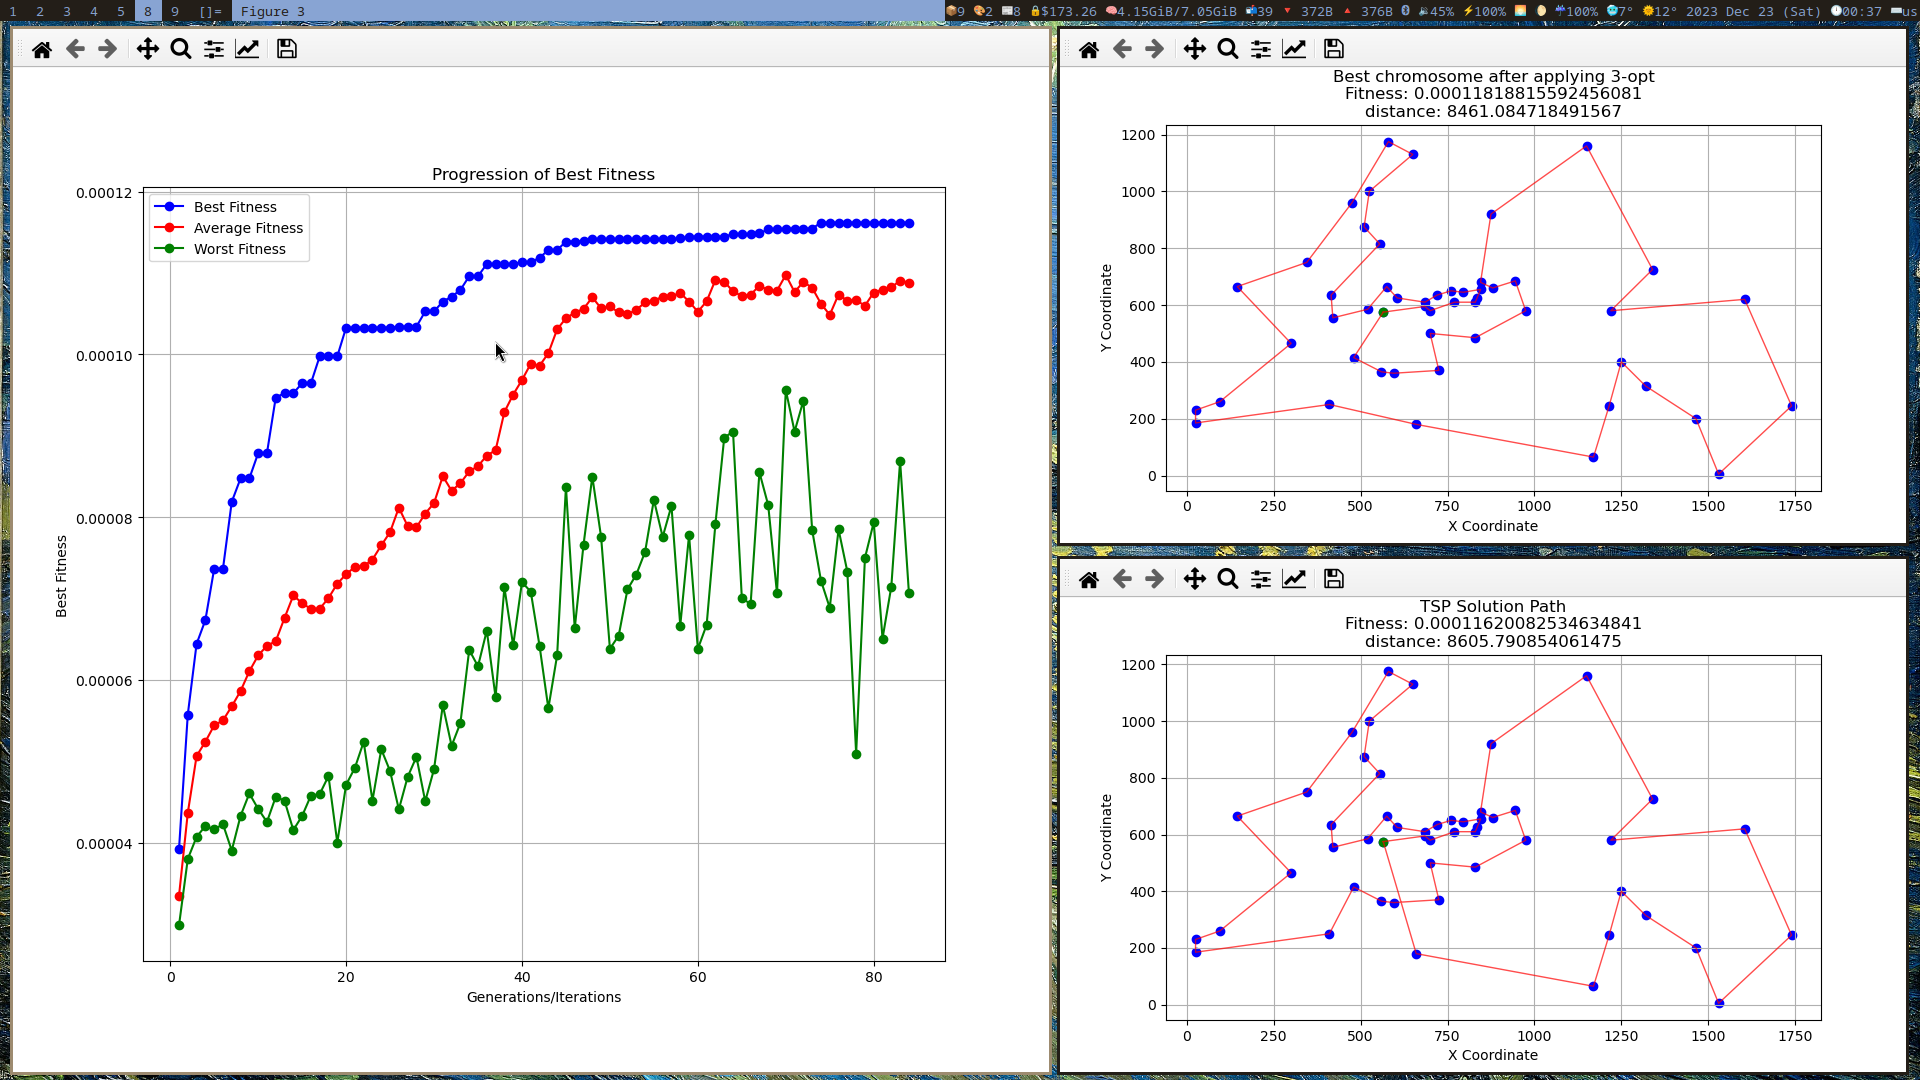 1 2 3 4 5 8 9 []= Figure 3
9 2 8 $173.26 4.15GiB/7.05GiB 39 372B 376B 45% 100% 100% 7° 12° 2023 Dec 23 (Sat) 00:37 us
Progression of Best Fitness
Best Fitness
Average Fitness
Worst Fitness
0.00012
0.00010
0.00008
0.00006
0.00004
Best Fitness
0 20 40 60 80
Generations/Iterations
Best chromosome after applying 3-opt
Fitness: 0.00011818815592456081
distance: 8461.084718491567
1200
1000
800
600
400
200
0
Y Coordinate
0 250 500 750 1000 1250 1500 1750
X Coordinate
TSP Solution Path
Fitness: 0.00011620082534634841
distance: 8605.790854061475
1200
1000
800
600
400
200
0
Y Coordinate
0 250 500 750 1000 1250 1500 1750
X Coordinate